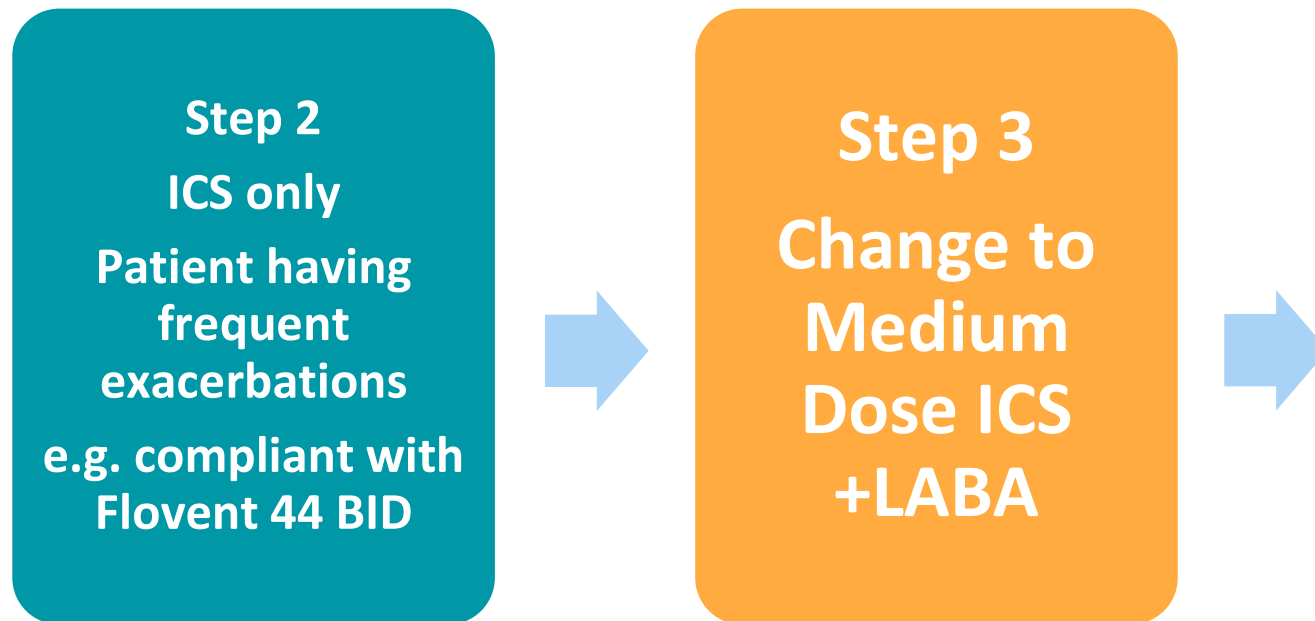 Step 2
ICS only
Patient having
frequent
exacerbations
e.g. compliant with
Flovent 44 BID
Step 3
Change to
Medium
Dose ICS
+LABA